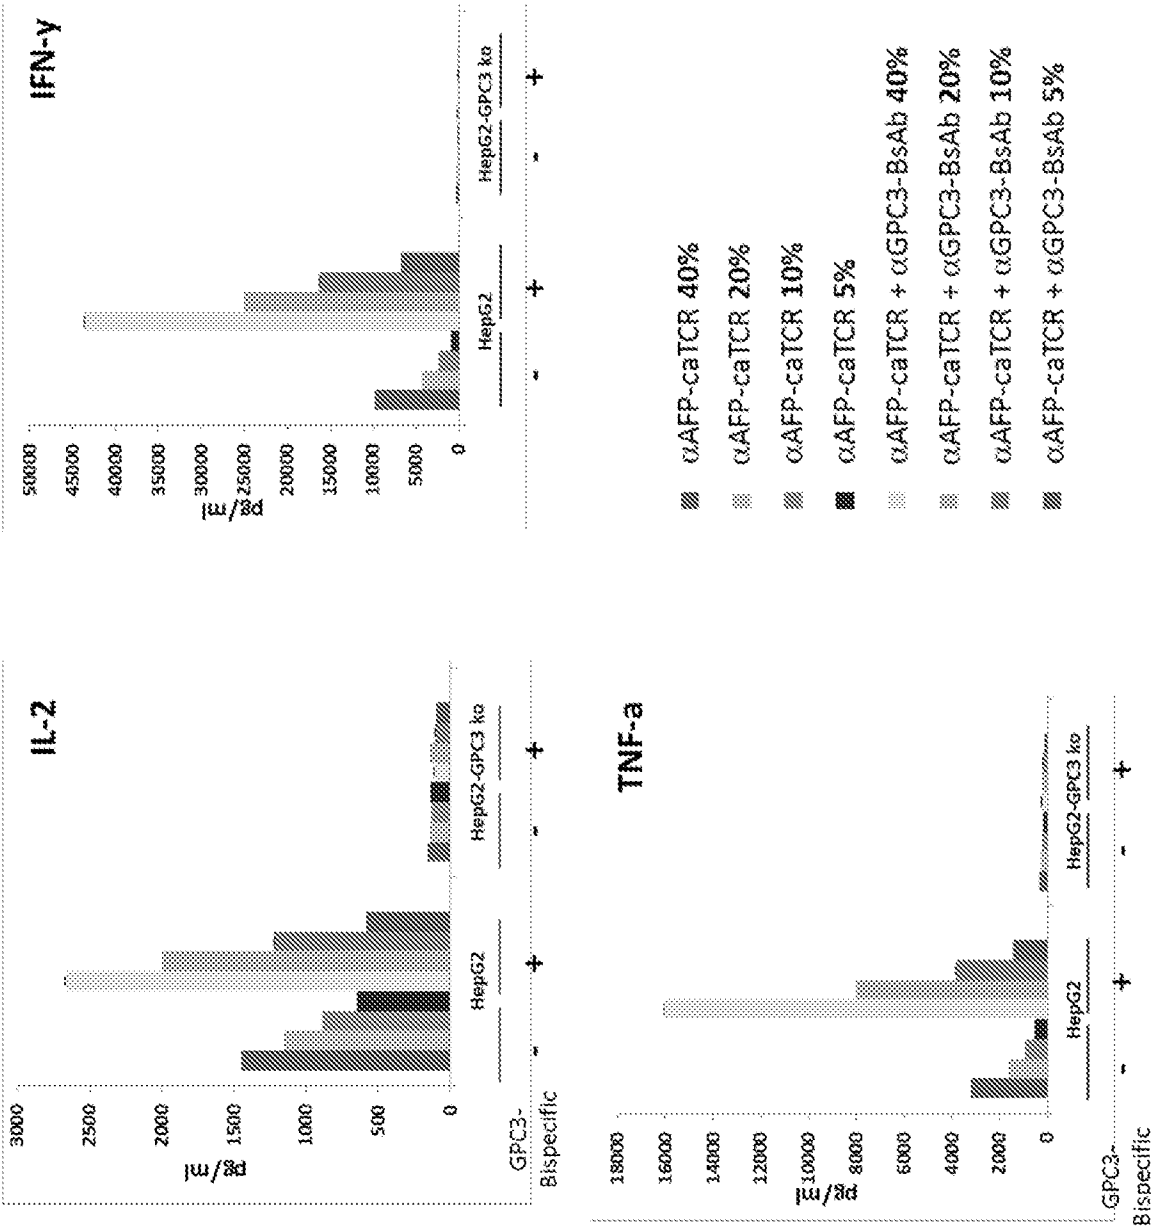 IL-2
pg/ml
3000
2500
2000
1500
1000
500
0
HepG2
HepG2-GPC3 ko
GPC3-
Bispecific
-
+
-
+
IFN-γ
pg/ml
50000
45000
40000
35000
30000
25000
20000
15000
10000
5000
0
HepG2
HepG2-GPC3 ko
-
+
-
+
TNF-a
pg/ml
18000
16000
14000
12000
10000
8000
6000
4000
2000
0
HepG2
HepG2-GPC3 ko
GPC3-
Bispecific
-
+
-
+
αAFP-caTCR 40%
αAFP-caTCR 20%
αAFP-caTCR 10%
αAFP-caTCR 5%
αAFP-caTCR + αGPC3-BsAb 40%
αAFP-caTCR + αGPC3-BsAb 20%
αAFP-caTCR + αGPC3-BsAb 10%
αAFP-caTCR + αGPC3-BsAb 5%